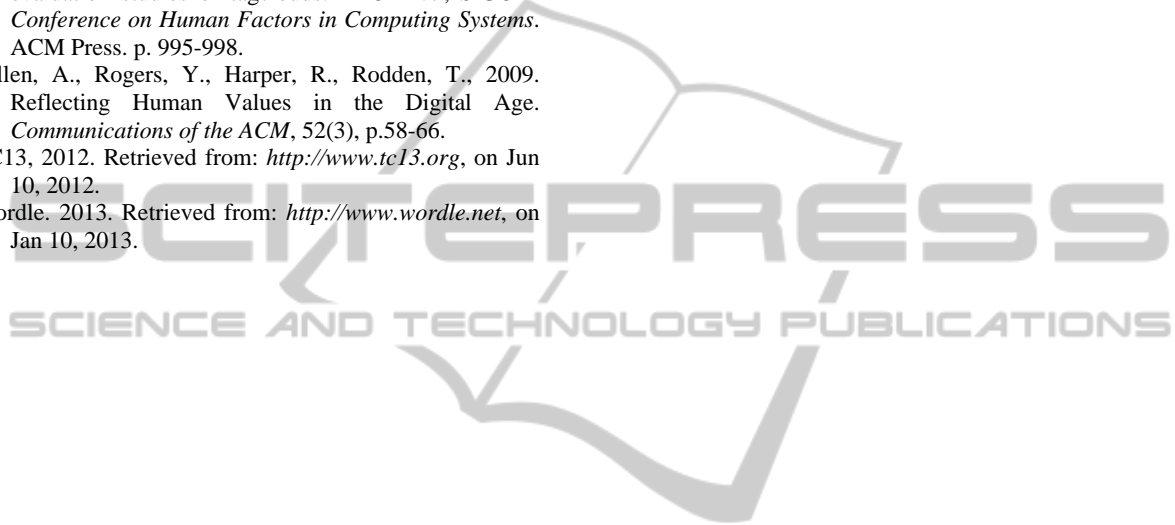 Conference on Human Factors in Computing Systems.
ACM Press. p. 995-998.
llen, A., Rogers, Y., Harper, R., Rodden, T., 2009.
Reflecting Human Values in the Digital Age.
Communications of the ACM, 52(3), p.58-66.
C13, 2012. Retrieved from: http://www.tc13.org, on Jun
10, 2012.
ordle. 2013. Retrieved from: http://www.wordle.net, on
Jan 10, 2013.
SCITEPRESS
SCIENCE AND TECHNOLOGY PUBLICATIONS